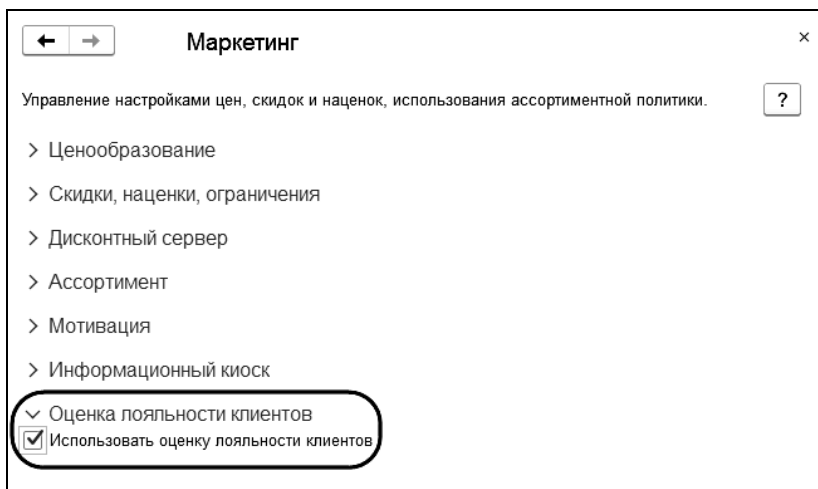 Маркетинг
Управление настройками цен, скидок и наценок, использования ассортиментной политики.
?
Ценообразование
Скидки, наценки, ограничения
Дисконтный сервер
Ассортимент
Мотивация
Информационный киоск
Оценка лояльности клиентов
Использовать оценку лояльности клиентов